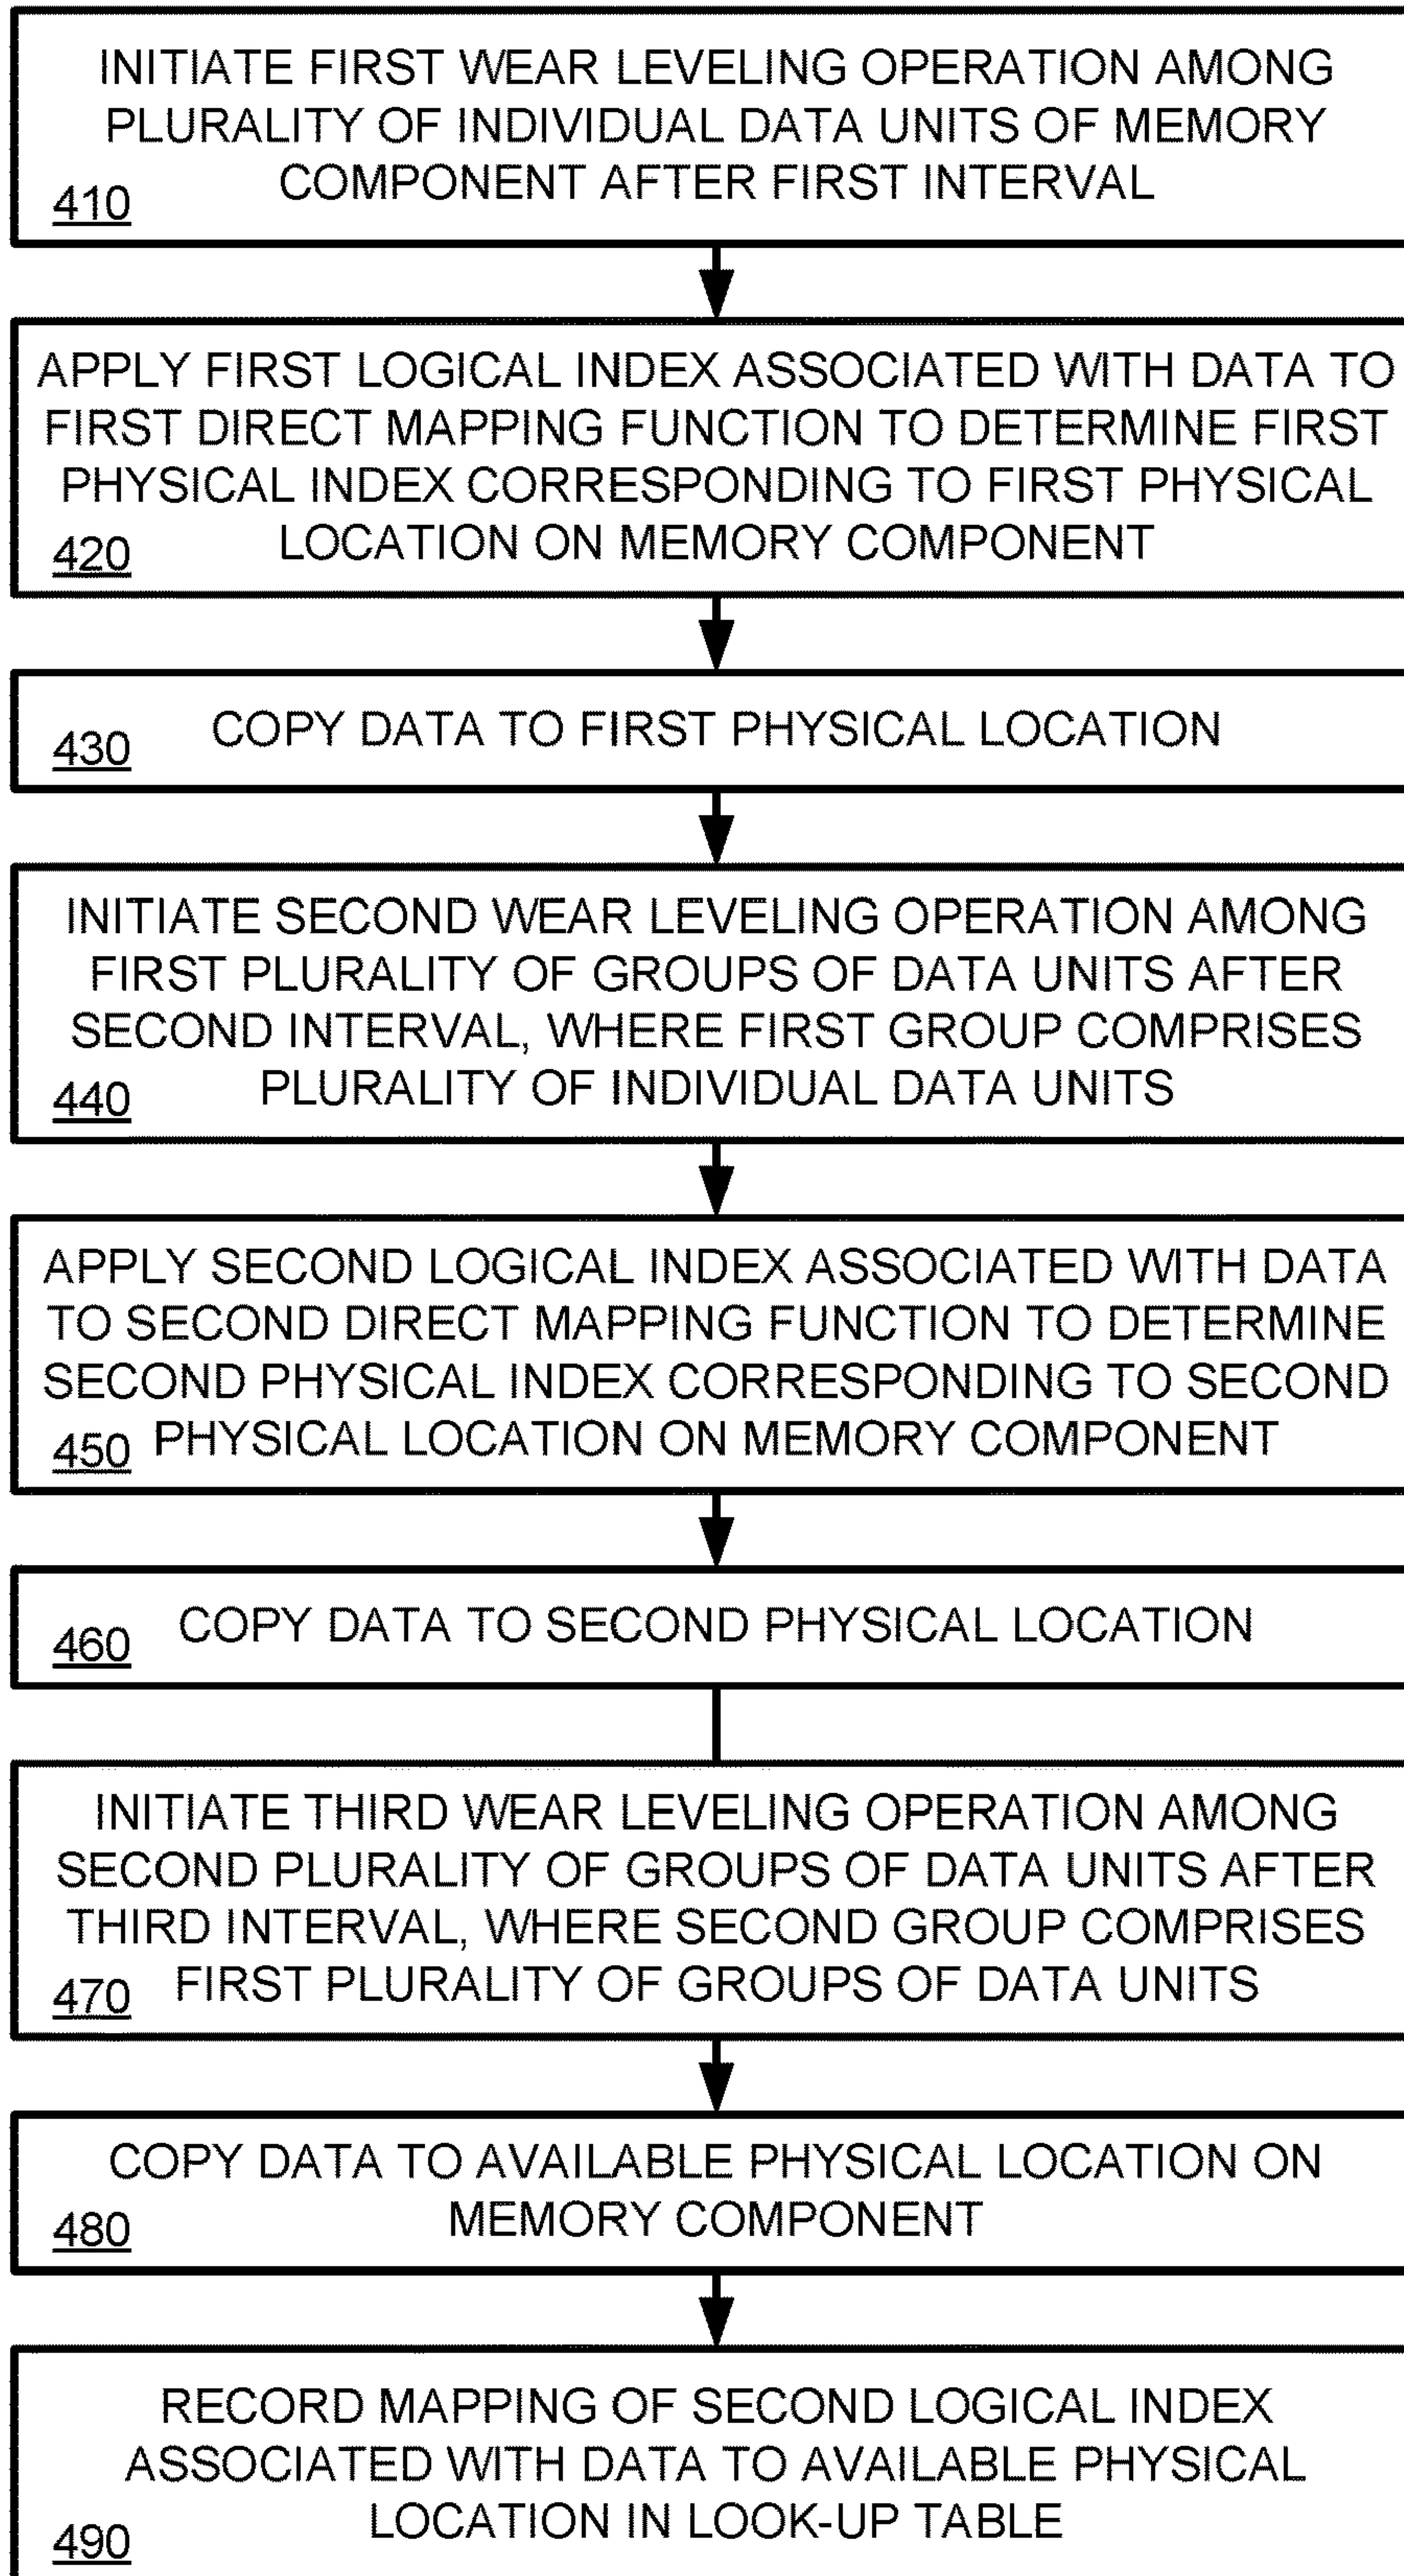 INITIATE FIRST WEAR LEVELING OPERATION AMONG
PLURALITY OF INDIVIDUAL DATA UNITS OF MEMORY
COMPONENT AFTER FIRST INTERVAL
410
APPLY FIRST LOGICAL INDEX ASSOCIATED WITH DATA TO
FIRST DIRECT MAPPING FUNCTION TO DETERMINE FIRST
PHYSICAL INDEX CORRESPONDING TO FIRST PHYSICAL
LOCATION ON MEMORY COMPONENT
420
COPY DATA TO FIRST PHYSICAL LOCATION
430
INITIATE SECOND WEAR LEVELING OPERATION AMONG
FIRST PLURALITY OF GROUPS OF DATA UNITS AFTER
SECOND INTERVAL, WHERE FIRST GROUP COMPRISES
PLURALITY OF INDIVIDUAL DATA UNITS
440
APPLY SECOND LOGICAL INDEX ASSOCIATED WITH DATA
TO SECOND DIRECT MAPPING FUNCTION TO DETERMINE
SECOND PHYSICAL INDEX CORRESPONDING TO SECOND
PHYSICAL LOCATION ON MEMORY COMPONENT
450
COPY DATA TO SECOND PHYSICAL LOCATION
460
INITIATE THIRD WEAR LEVELING OPERATION AMONG
SECOND PLURALITY OF GROUPS OF DATA UNITS AFTER
THIRD INTERVAL, WHERE SECOND GROUP COMPRISES
FIRST PLURALITY OF GROUPS OF DATA UNITS
470
COPY DATA TO AVAILABLE PHYSICAL LOCATION ON
MEMORY COMPONENT
480
RECORD MAPPING OF SECOND LOGICAL INDEX
ASSOCIATED WITH DATA TO AVAILABLE PHYSICAL
LOCATION IN LOOK-UP TABLE
490